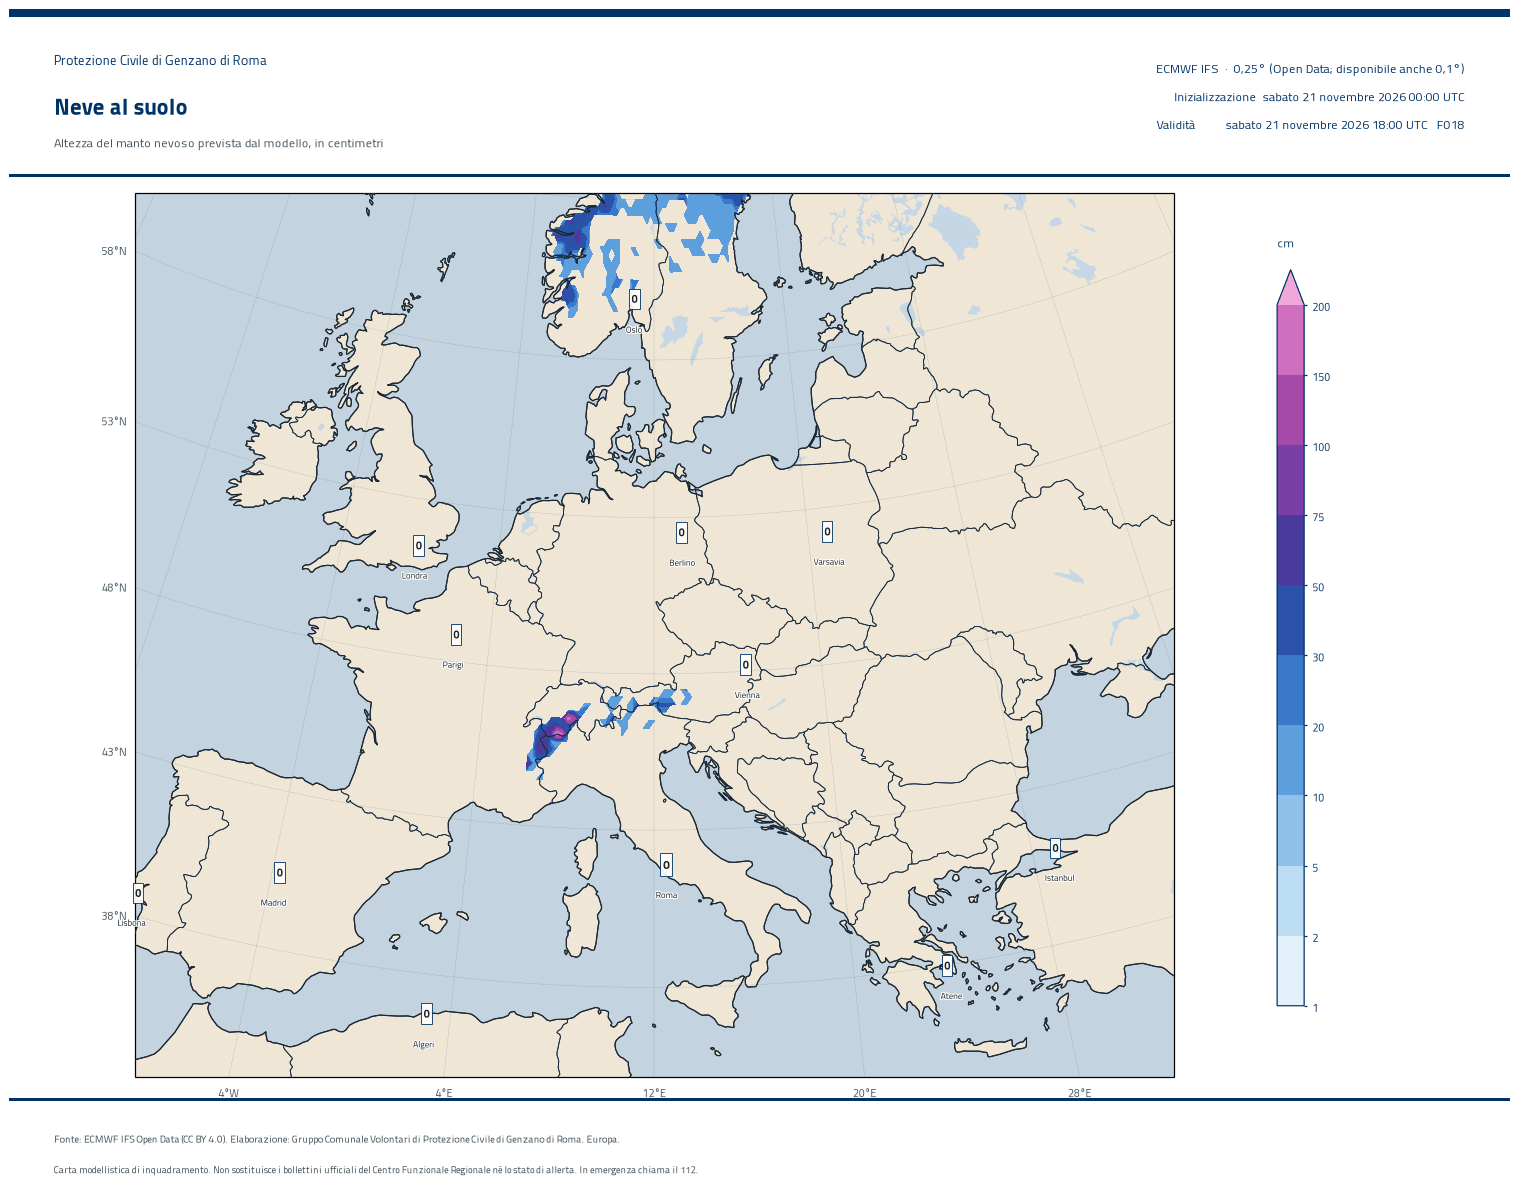 Protezione Civile di Genzano di Roma
Neve al suolo
Altezza del manto nevoso prevista dal modello, in centimetri
ECMWF IFS · 0,25° (Open Data; disponibile anche 0,1°)
Inizializzazione sabato 21 novembre 2026 00:00 UTC
Validità sabato 21 novembre 2026 18:00 UTC F018
58°N
53°N
48°N
43°N
38°N
4°W
4°E
12°E
20°E
28°E
0
Oslo
0
Londra
0
Berlino
0
Varsavia
0
Parigi
0
Vienna
0
Madrid
0
Lisbona
0
Roma
0
Istanbul
0
Atene
0
Algeri
cm
200
150
100
75
50
30
20
10
5
2
1
Fonte: ECMWF IFS Open Data (CC BY 4.0). Elaborazione: Gruppo Comunale Volontari di Protezione Civile di Genzano di Roma. Europa.
Carta modellistica di inquadramento. Non sostituisce i bollettini ufficiali del Centro Funzionale Regionale né lo stato di allerta. In emergenza chiama il 112.